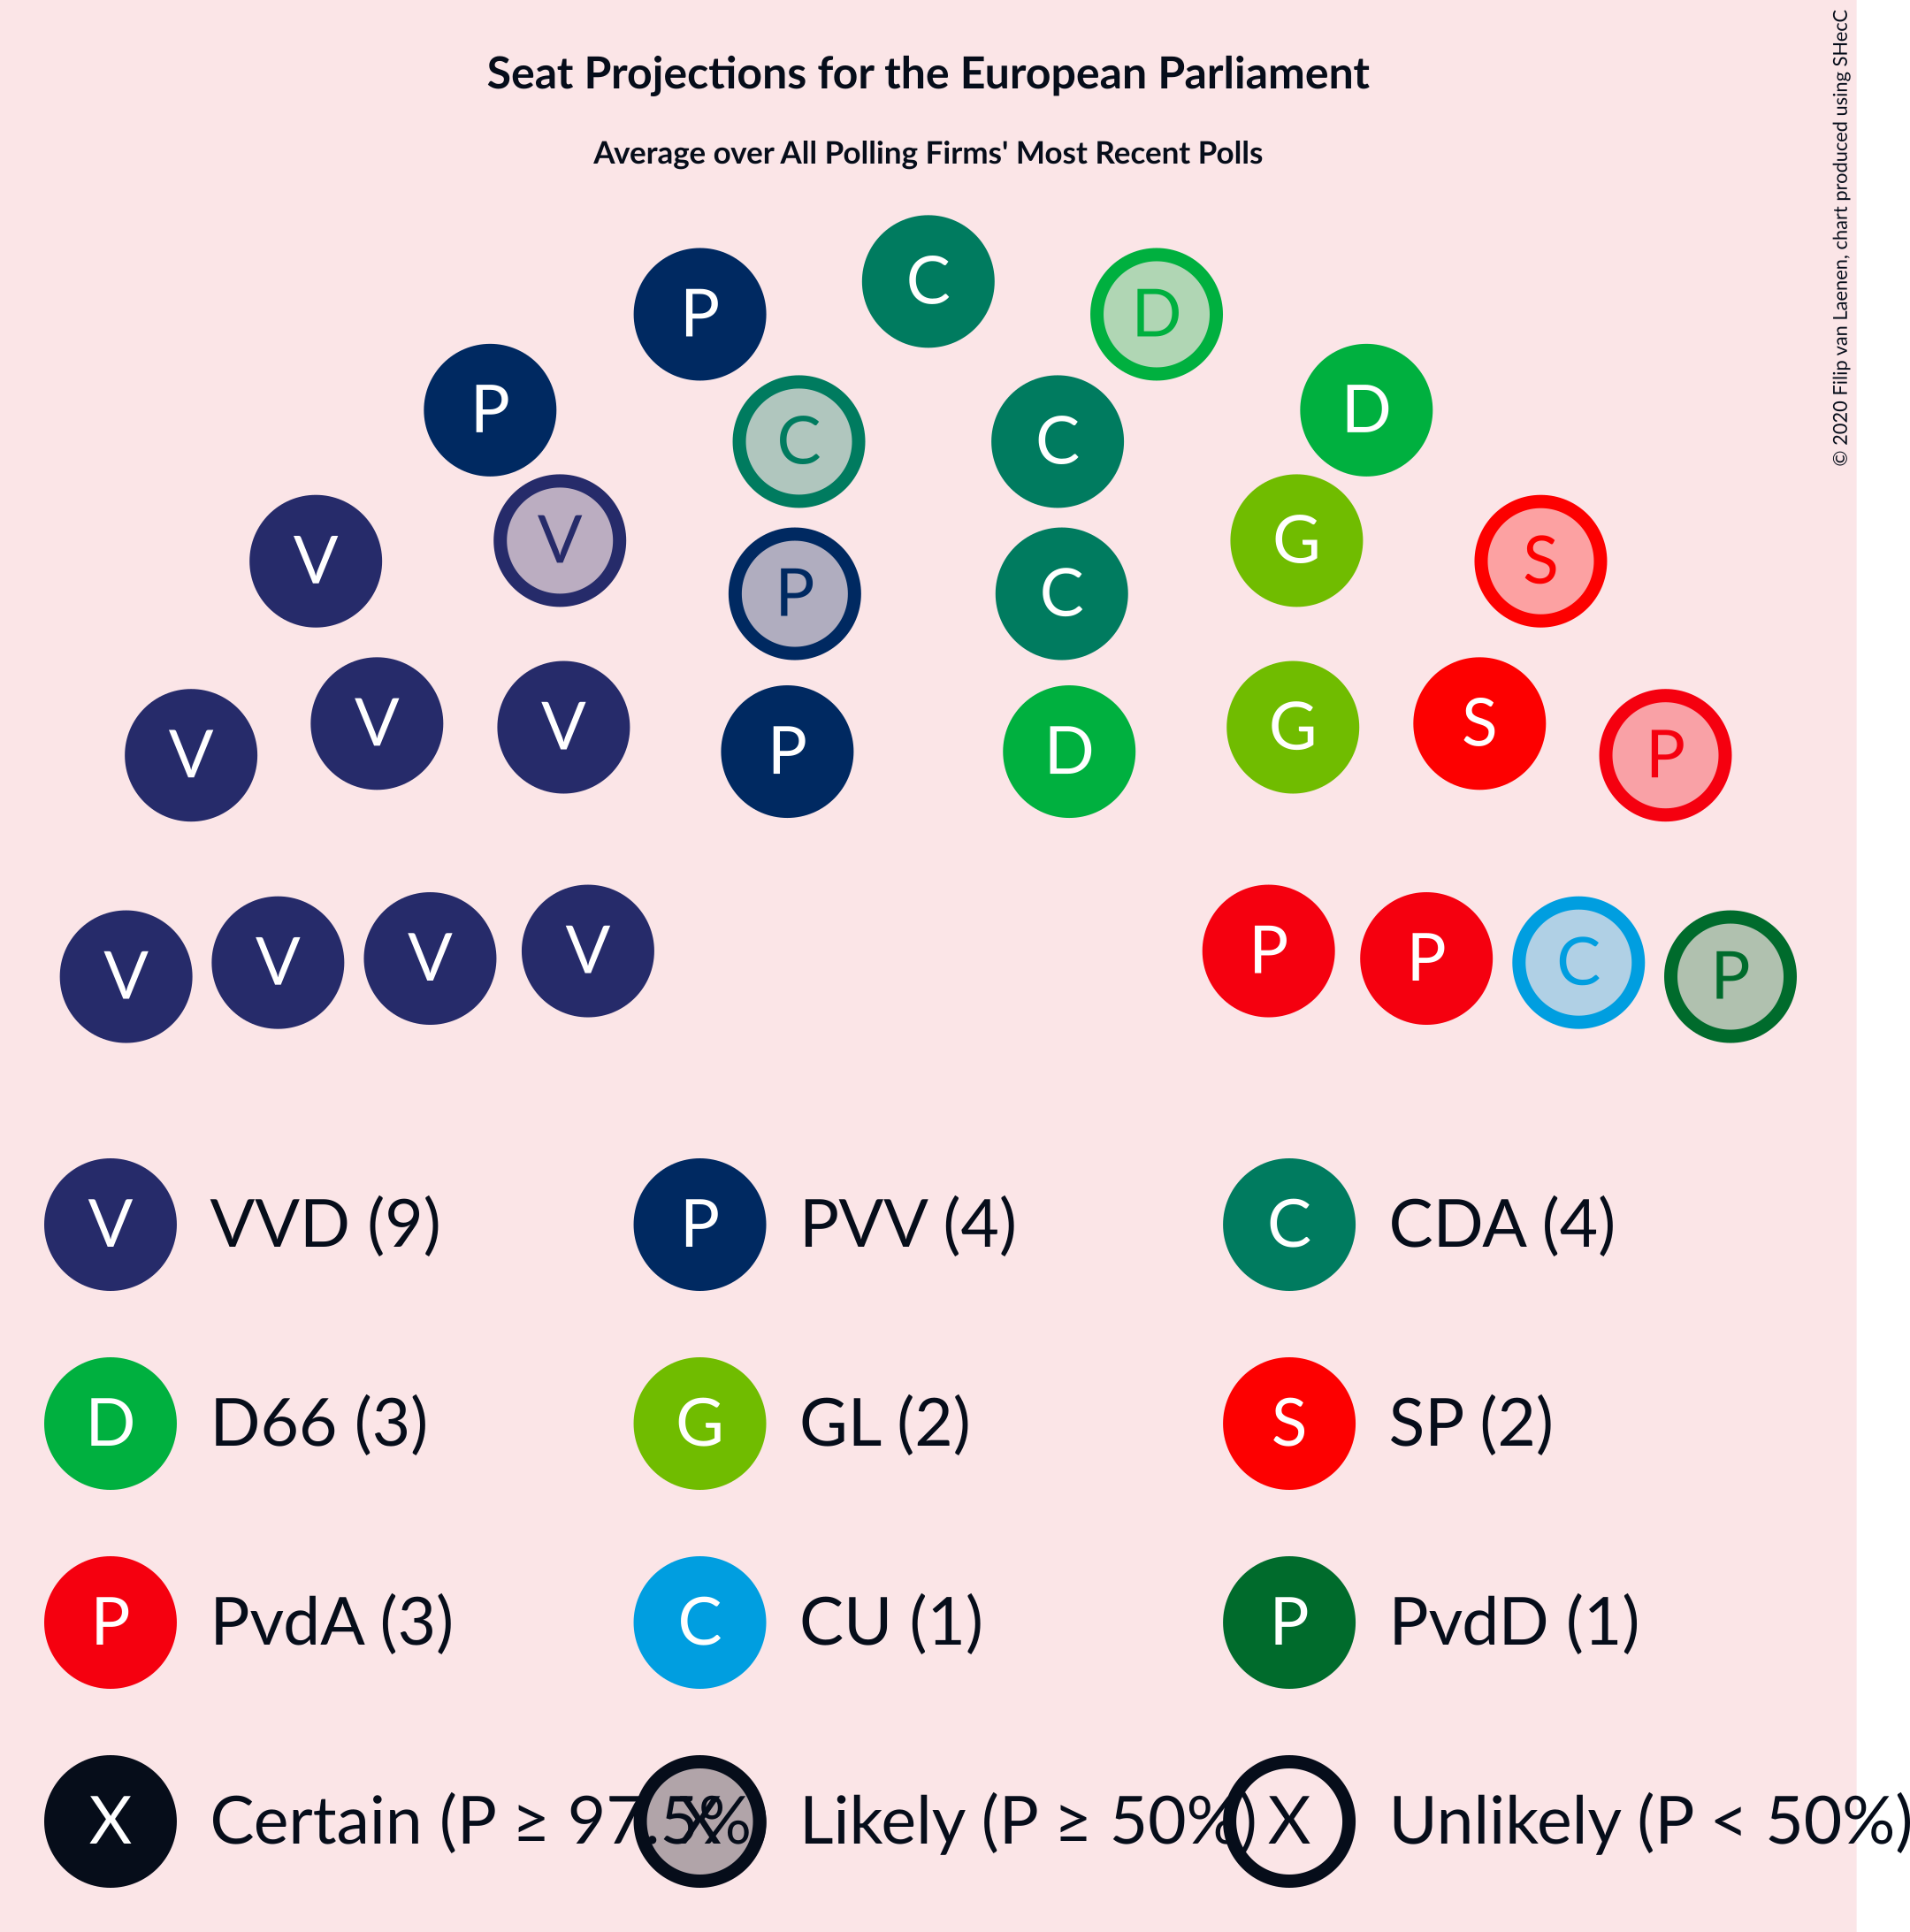 Seat Projections for the European Parliament
Average over All Polling Firms' Most Recent Polls
© 2020 Filip van Laenen, chart produced using SHecC
C
P D
P D
C C
V V G S
P C
V V V P D G S P
V V V V P P C P
V VVD (9) P PVV (4) C CDA (4)
D D66 (3) G GL (2) S SP (2)
P PvdA (3) C CU (1) P PvdD (1)
X Certain (P ≥ 97.5%) X Likely (P ≥ 50%) X Unlikely (P < 50%)